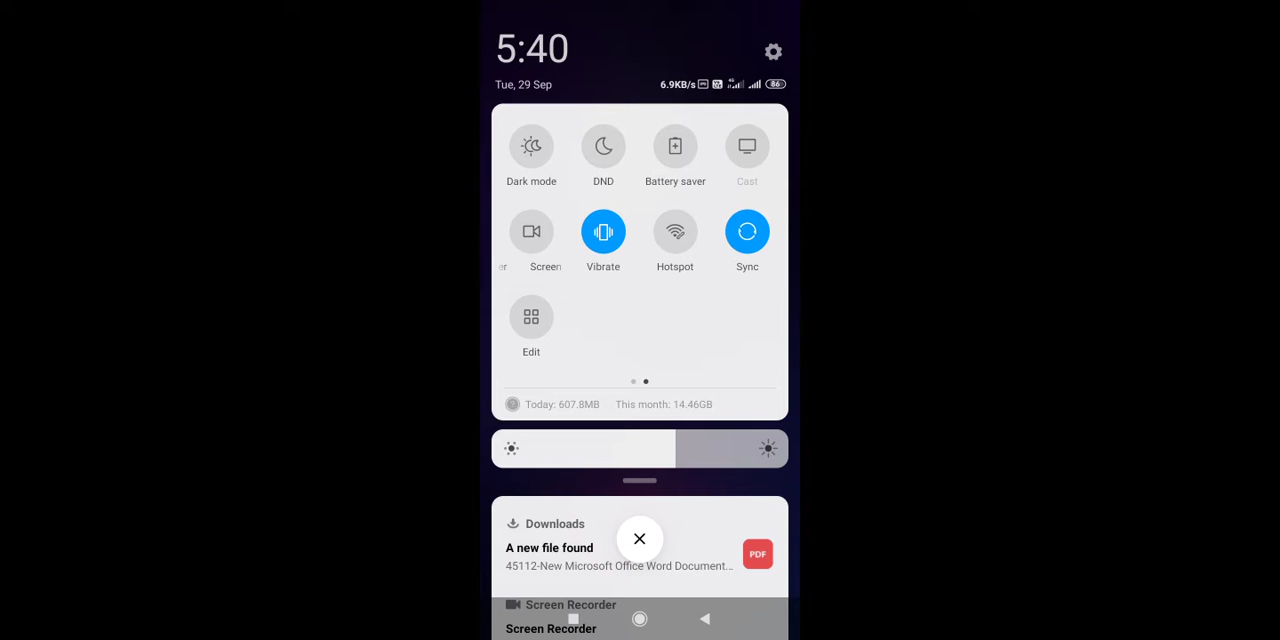 5:40
Tue, 29 Sep
6.9KB/s 4G 86
Dark mode DND Battery saver Cast
er Screen Vibrate Hotspot Sync
Edit
Today: 607.8MB This month: 14.46GB
Downloads
A new file found
45112-New Microsoft Office Word Document...
PDF
Screen Recorder
Screen Recorder